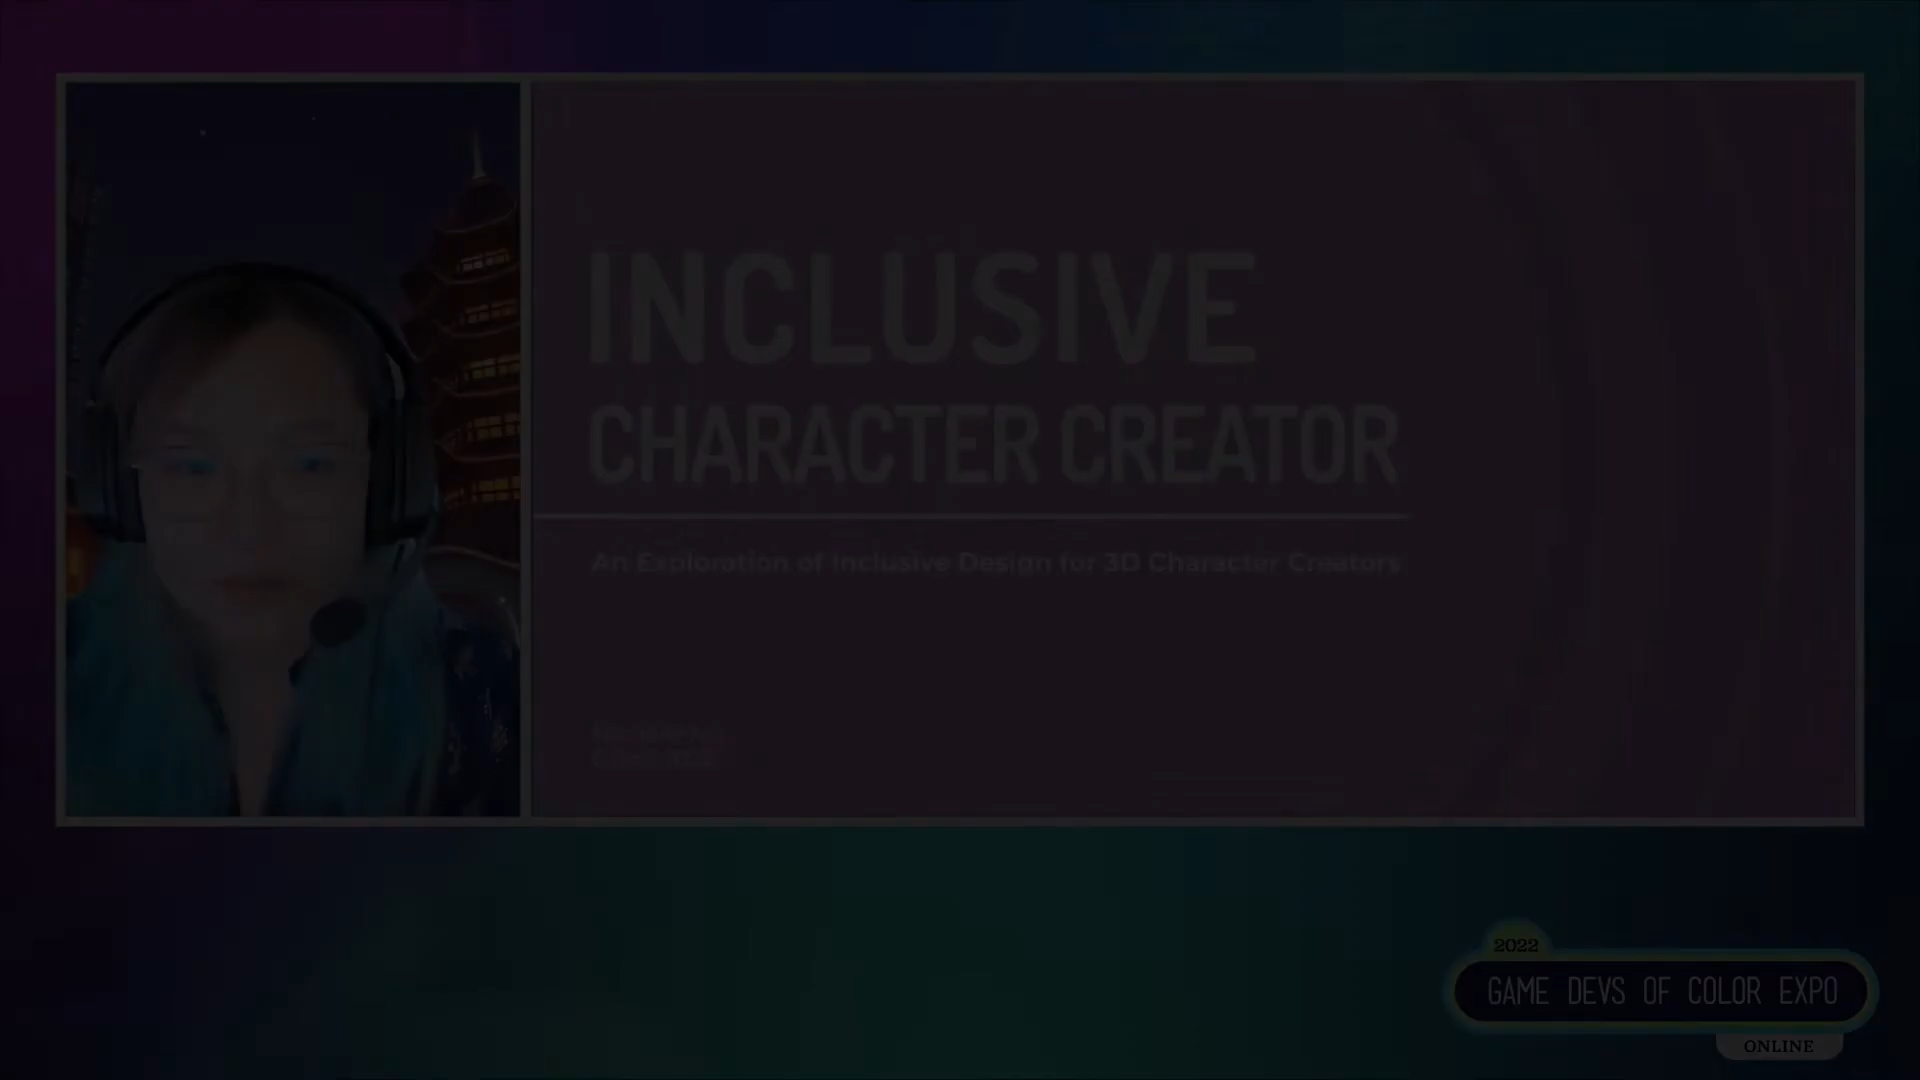 INCLUSIVE
CHARACTER CREATOR
An Exploration of Inclusive Design for 3D Character Creators
2022
GAME DEVS OF COLOR EXPO
ONLINE